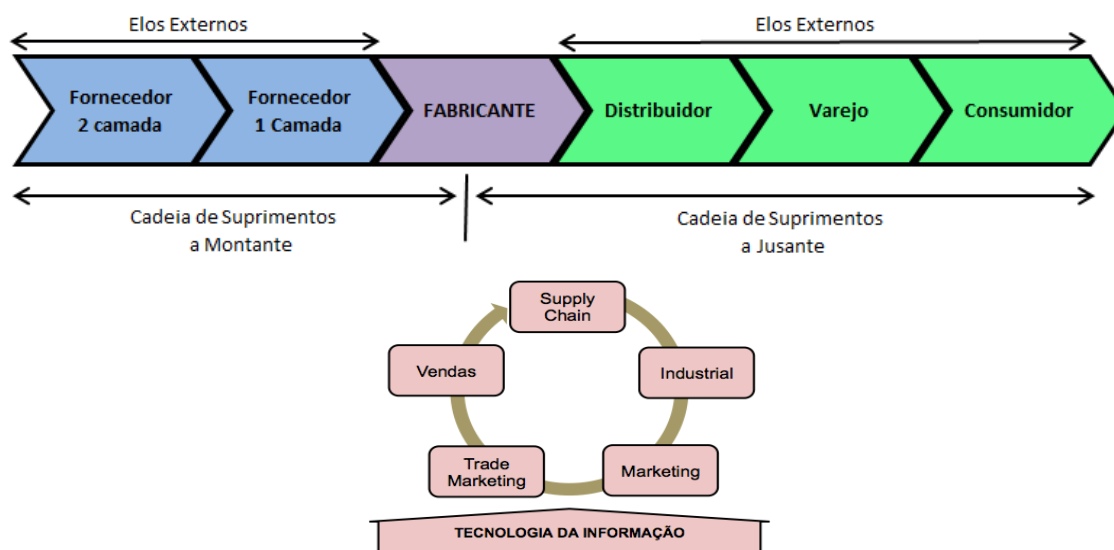 Elos Externos
Elos Externos
Fornecedor
2 camada
Fornecedor
1 Camada
FABRICANTE
Distribuidor
Varejo
Consumidor
Cadeia de Suprimentos
a Montante
Cadeia de Suprimentos
a Jusante
Supply
Chain
Vendas
Industrial
Trade
Marketing
Marketing
TECNOLOGIA DA INFORMAÇÃO